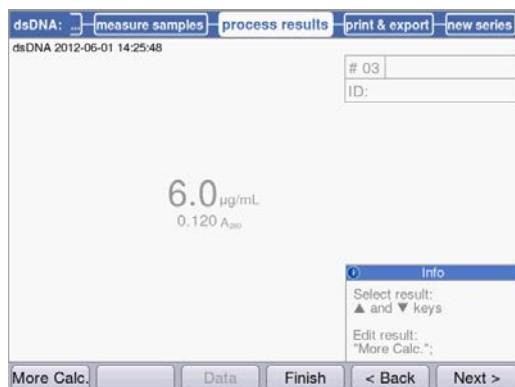 dsDNA: ... measure samples process results print & export new series
dsDNA 2012-06-01 14:25:48
# 03
ID:
6.0 µg/mL
0.120 A260
Info
Select result:
▲ and ▼ keys
Edit result:
"More Calc.";
More Calc. Data Finish < Back Next >